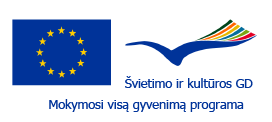 Švietimo ir kultūros GD
Mokymosi visą gyvenimą programa